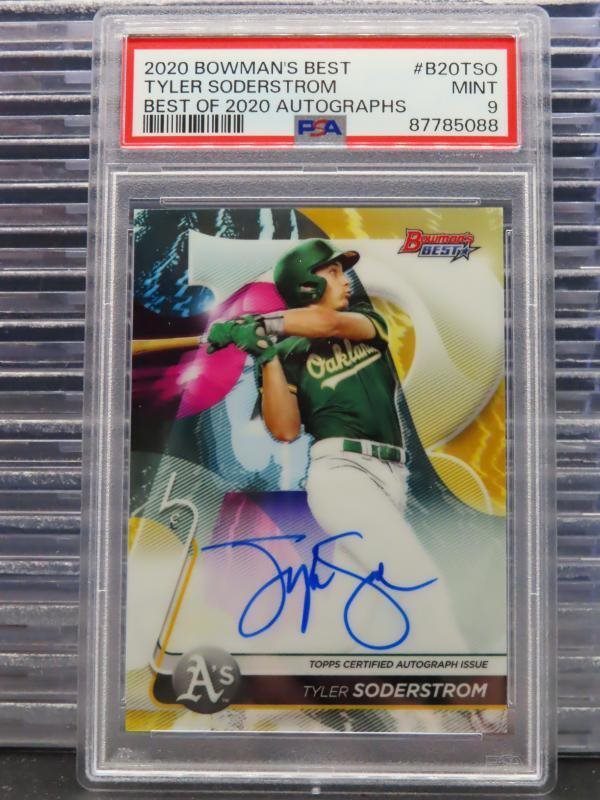 2020 BOWMAN'S BEST #B20TSO
TYLER SODERSTROM MINT
BEST OF 2020 AUTOGRAPHS 9
PSA 87785088
Bowman's
BEST
Oakland
TOPPS CERTIFIED AUTOGRAPH ISSUE
A's
TYLER SODERSTROM
PSA